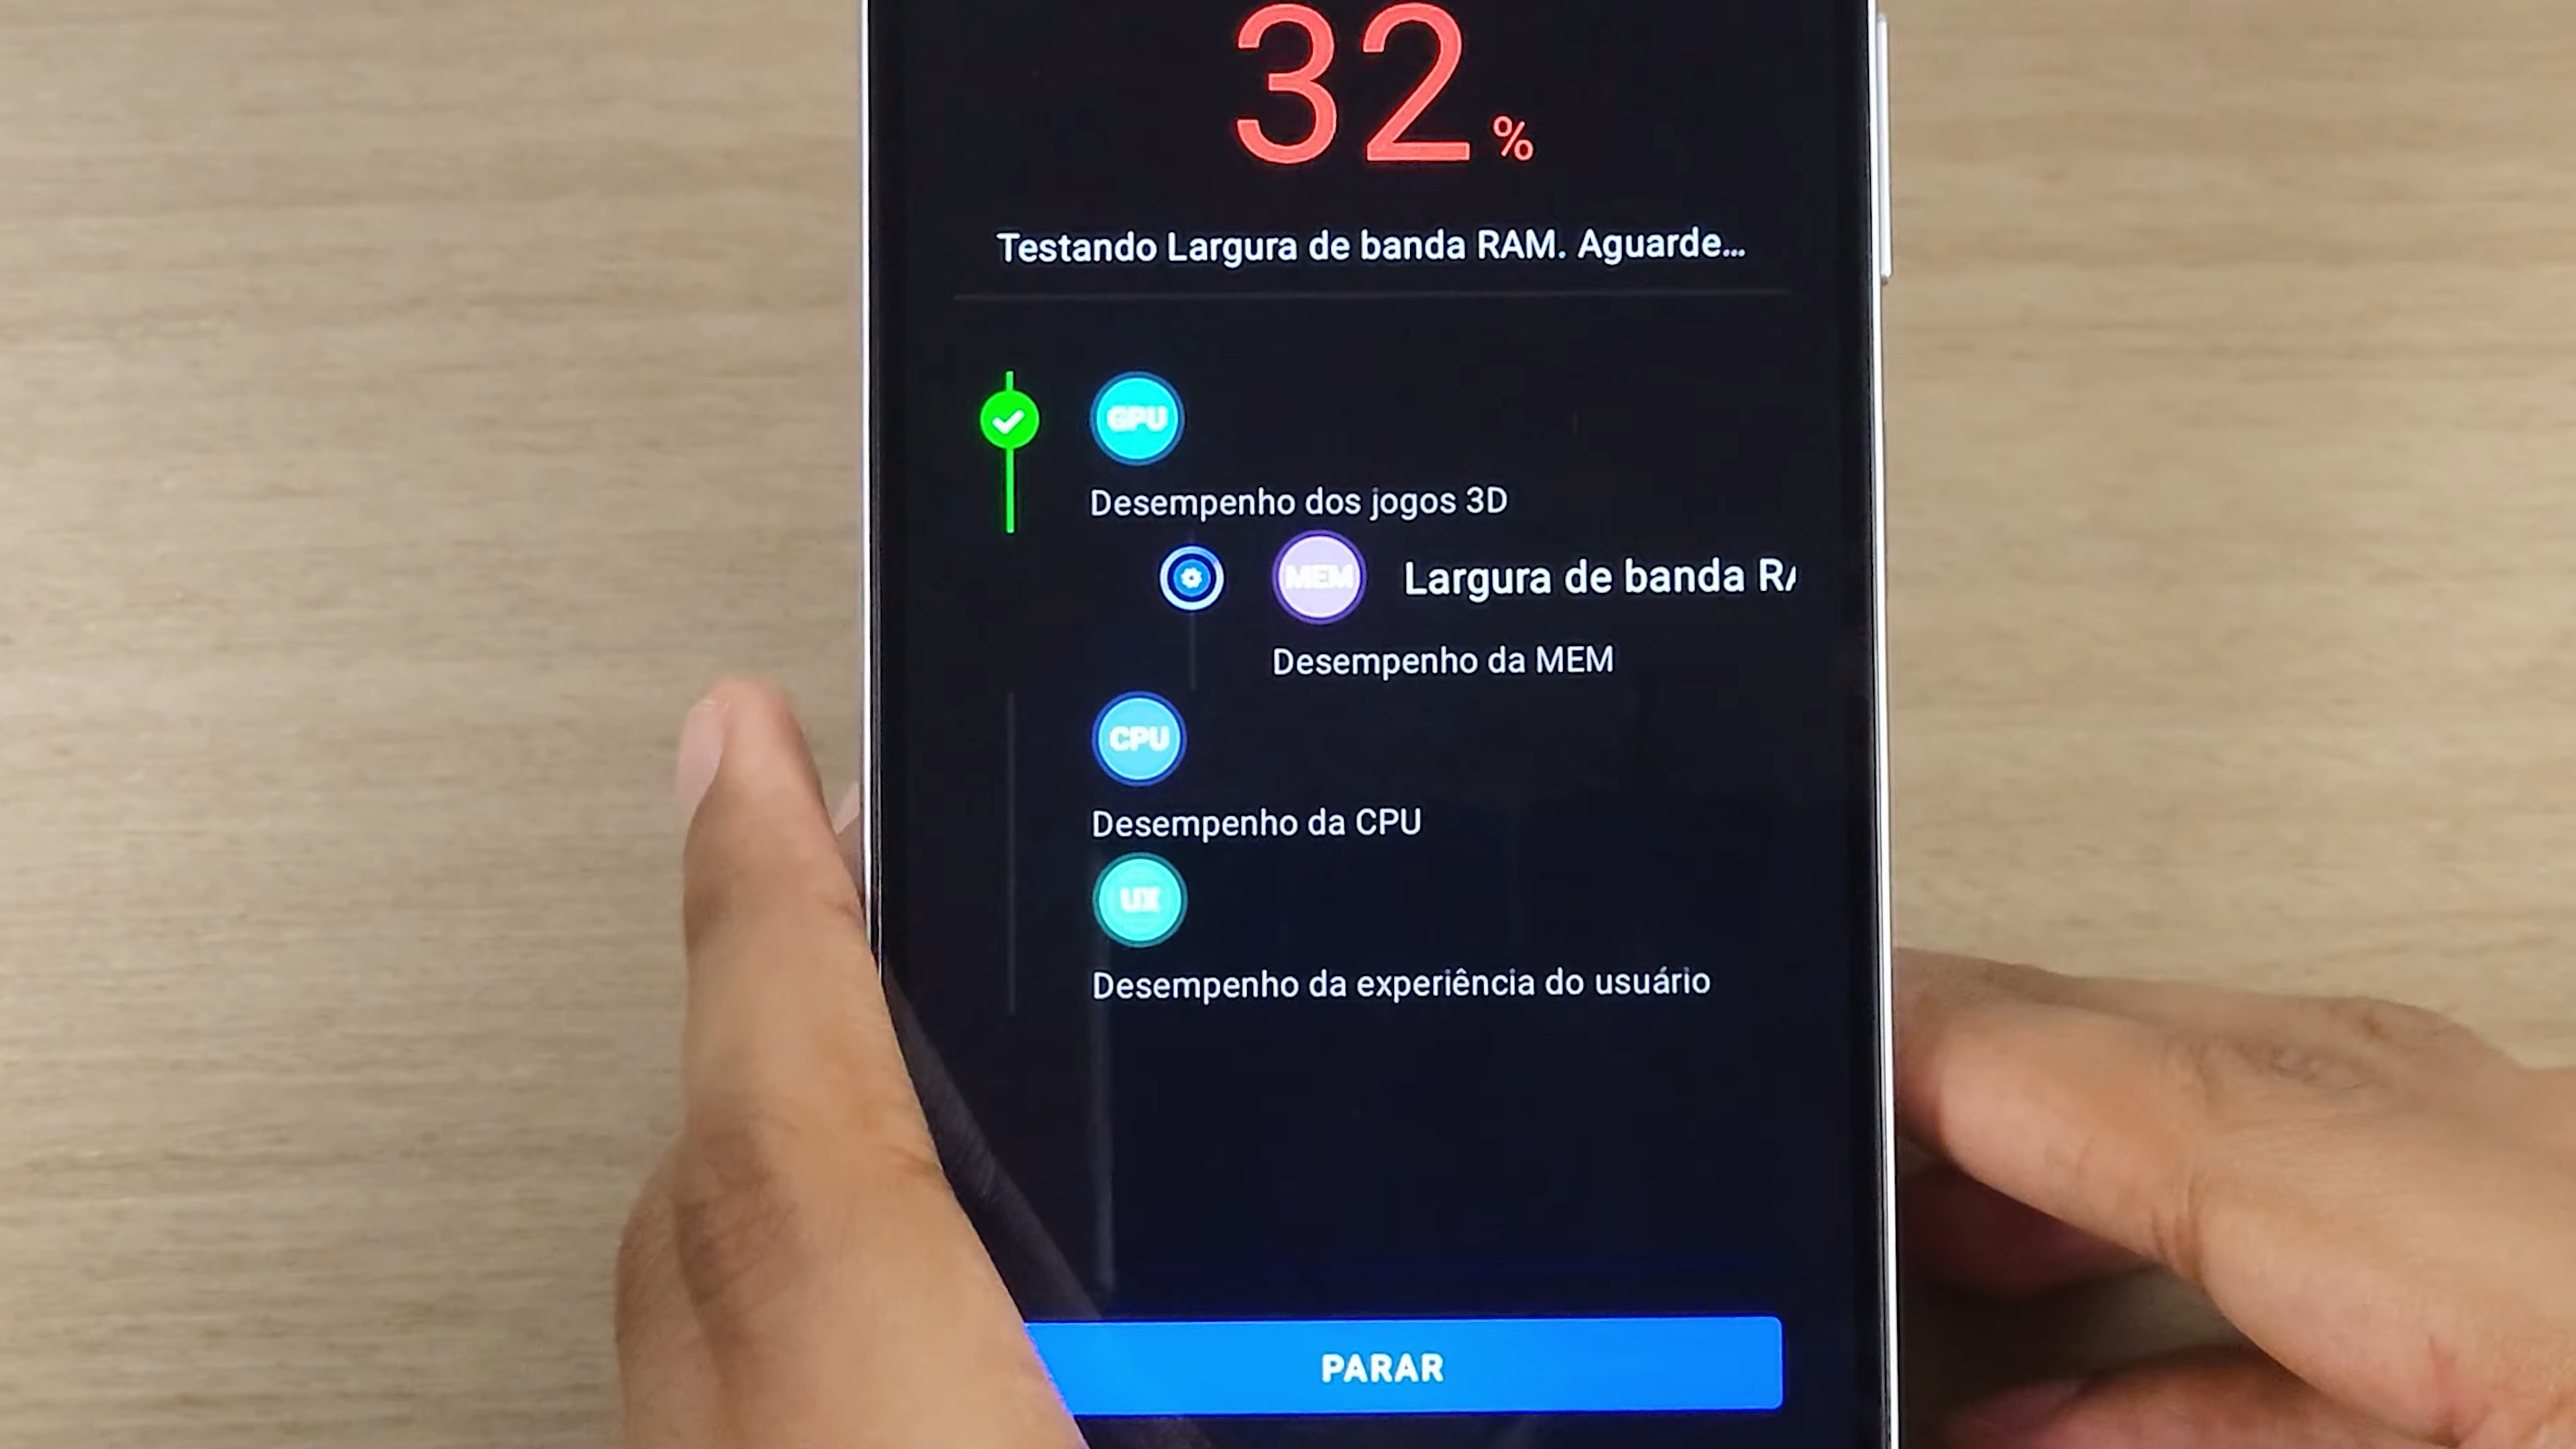 32%
Testando Largura de banda RAM. Aguarde...
GPU
Desempenho dos jogos 3D
MEM Largura de banda
Desempenho da MEM
CPU
Desempenho da CPU
UX
Desempenho da experiência do usuário
PARAR